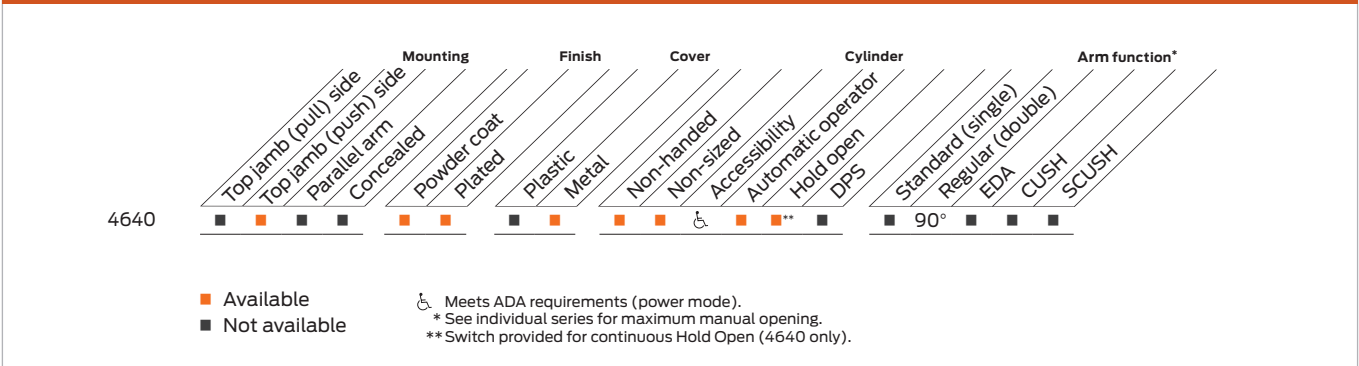 Mounting Finish Cover Cylinder Arm function*
Top jamb (pull) side
Top jamb (push) side
Parallel arm
Concealed
Powder coat
Plated
Plastic
Metal
Non-handed
Non-sized
Accessibility
Automatic operator
Hold open
DPS
Standard (single)
Regular (double)
EDA
CUSH
SCUSH
4640 ** 90°
Available
Not available
Meets ADA requirements (power mode).
* See individual series for maximum manual opening.
** Switch provided for continuous Hold Open (4640 only).